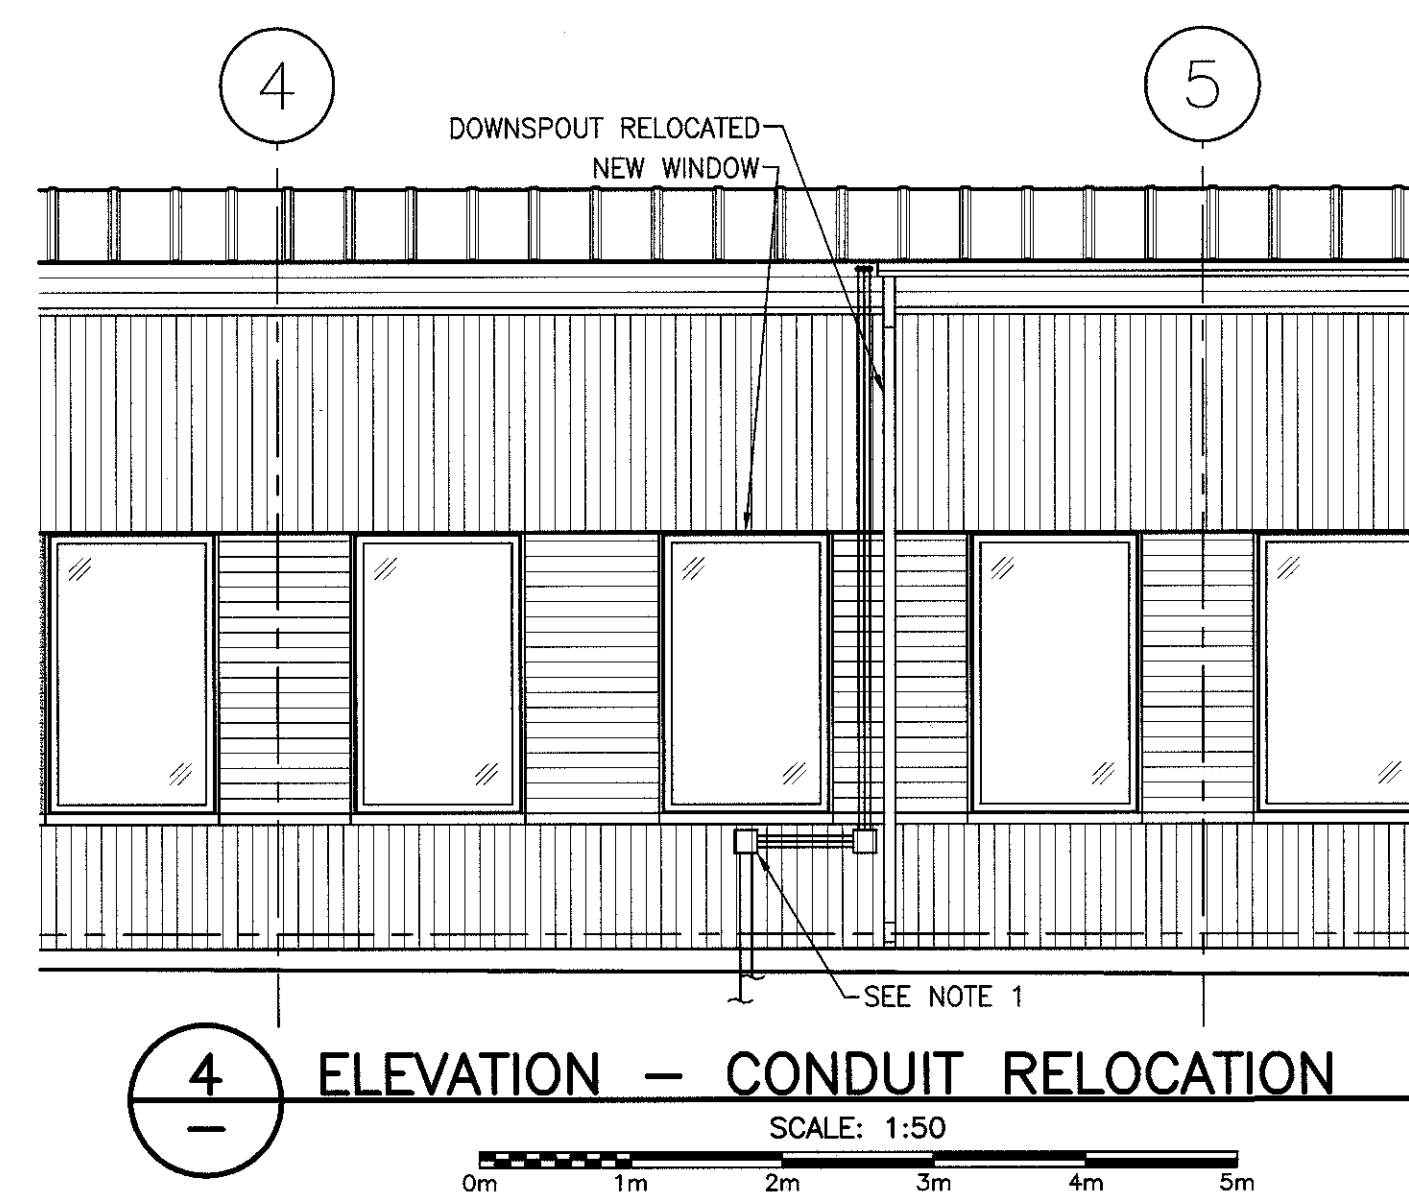 4
5
DOWNSPOUT RELOCATED
NEW WINDOW
SEE NOTE 1
4
–
ELEVATION – CONDUIT RELOCATION
SCALE: 1:50
0m 1m 2m 3m 4m 5m